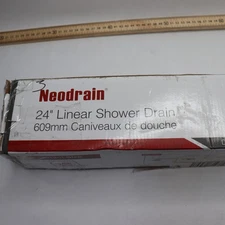 Neodrain
24" Linear Shower Drain
609mm Caniveaux de douche